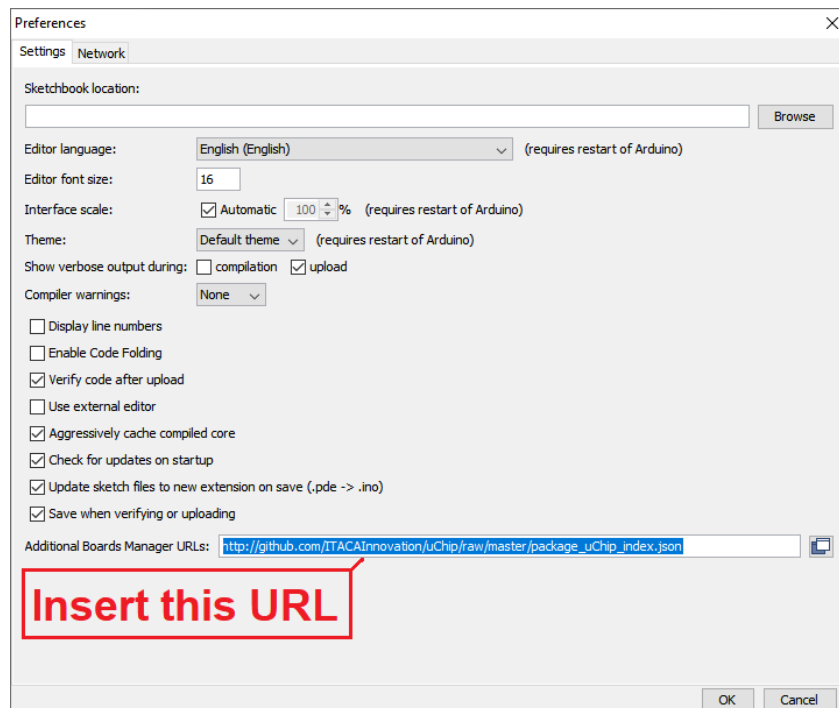 Preferences
Settings Network
Sketchbook location:
Browse
Editor language: English (English) (requires restart of Arduino)
Editor font size: 16
Interface scale: Automatic 100 % (requires restart of Arduino)
Theme: Default theme (requires restart of Arduino)
Show verbose output during: compilation upload
Compiler warnings: None
Display line numbers
Enable Code Folding
Verify code after upload
Use external editor
Aggressively cache compiled core
Check for updates on startup
Update sketch files to new extension on save (.pde -> .ino)
Save when verifying or uploading
Additional Boards Manager URLs: http://github.com/ITACAInnovation/uChip/raw/master/package_uChip_index.json
Insert this URL
OK Cancel